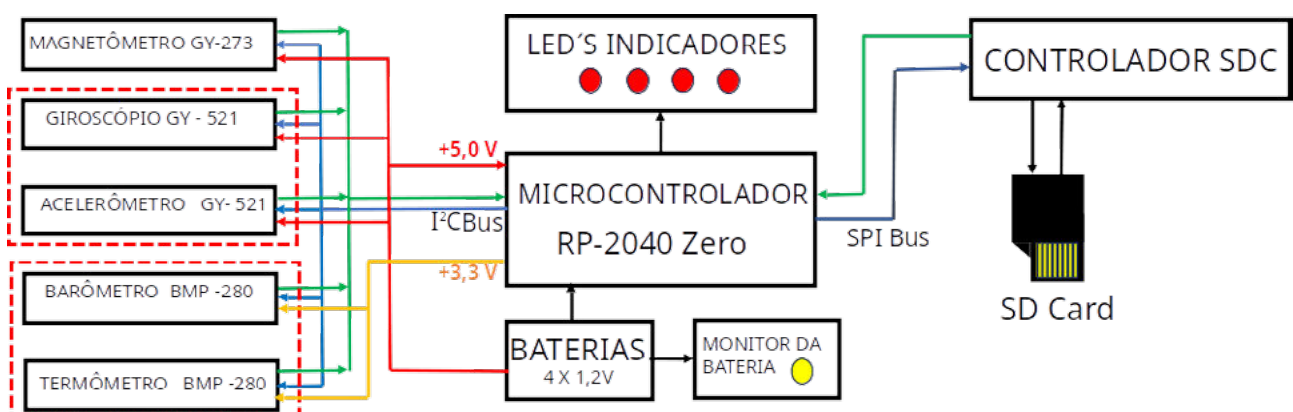 MAGNETÔMETRO GY-273
GIROSCÓPIO GY - 521
ACELERÔMETRO GY- 521
BARÔMETRO BMP -280
TERMÔMETRO BMP -280
+5,0 V
I²CBus
+3,3 V
LED´S INDICADORES
MICROCONTROLADOR
RP-2040 Zero
BATERIAS
4 X 1,2V
MONITOR DA
BATERIA
SPI Bus
CONTROLADOR SDC
SD Card